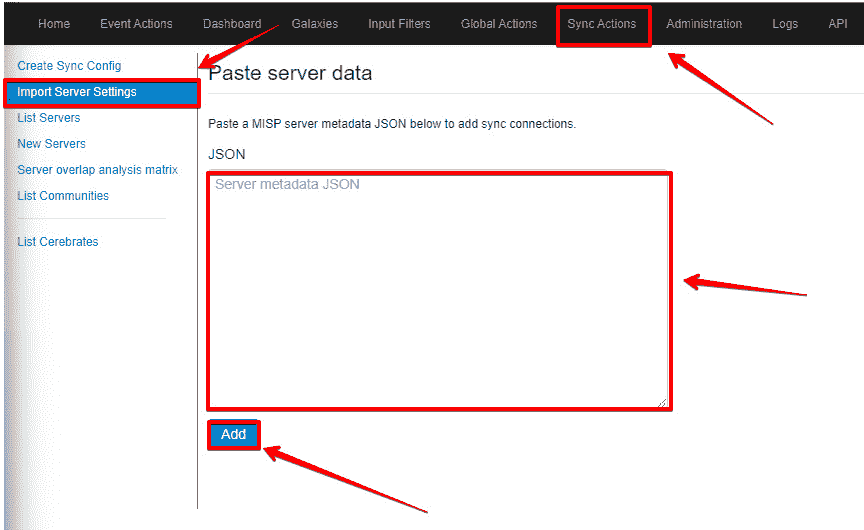 Home Event Actions Dashboard Galaxies Input Filters Global Actions Sync Actions Administration Logs API
Create Sync Config
Import Server Settings
List Servers
New Servers
Server overlap analysis matrix
List Communities
List Cerebrates
Paste server data
Paste a MISP server metadata JSON below to add sync connections.
JSON
Server metadata JSON
Add